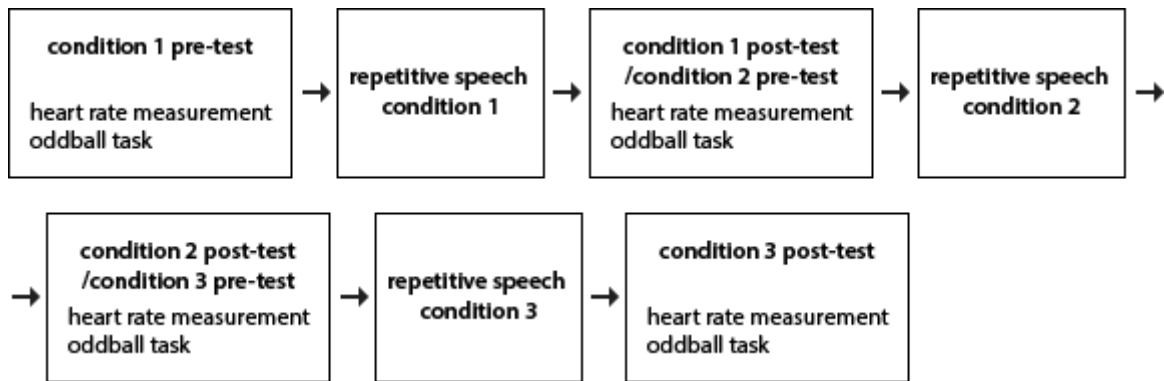 condition 1 pre-test
heart rate measurement
oddball task
repetitive speech
condition 1
condition 1 post-test
/condition 2 pre-test
heart rate measurement
oddball task
repetitive speech
condition 2
condition 2 post-test
/condition 3 pre-test
heart rate measurement
oddball task
repetitive speech
condition 3
condition 3 post-test
heart rate measurement
oddball task